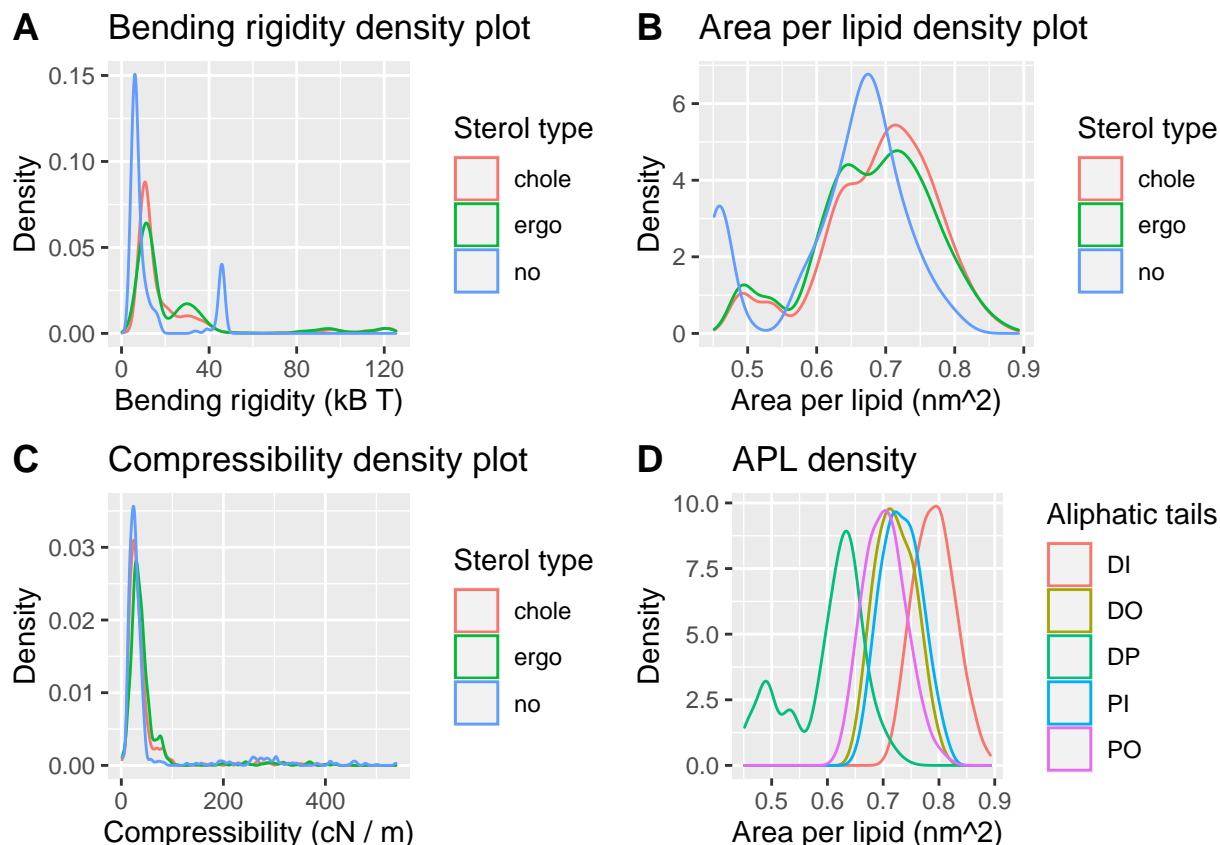 A Bending rigidity density plot
0.15
0.10
0.05
0.00
Density
0 40 80 120
Bending rigidity (kB T)
Sterol type
chole
ergo
no
B Area per lipid density plot
6
4
2
0
Density
0.5 0.6 0.7 0.8 0.9
Area per lipid (nm^2)
Sterol type
chole
ergo
no
C Compressibility density plot
0.03
0.02
0.01
0.00
Density
0 200 400
Compressibility (cN / m)
Sterol type
chole
ergo
no
D APL density
10.0
7.5
5.0
2.5
0.0
Density
0.5 0.6 0.7 0.8 0.9
Area per lipid (nm^2)
Aliphatic tails
DI
DO
DP
PI
PO